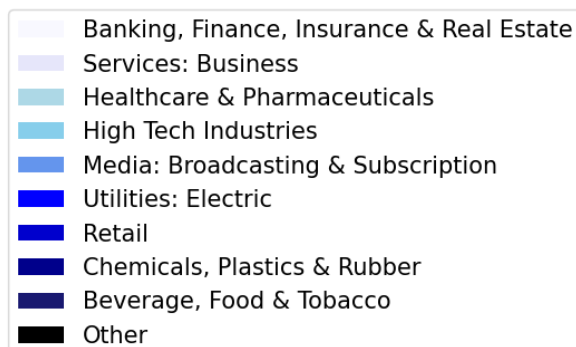 Banking, Finance, Insurance & Real Estate
Services: Business
Healthcare & Pharmaceuticals
High Tech Industries
Media: Broadcasting & Subscription
Utilities: Electric
Retail
Chemicals, Plastics & Rubber
Beverage, Food & Tobacco
Other